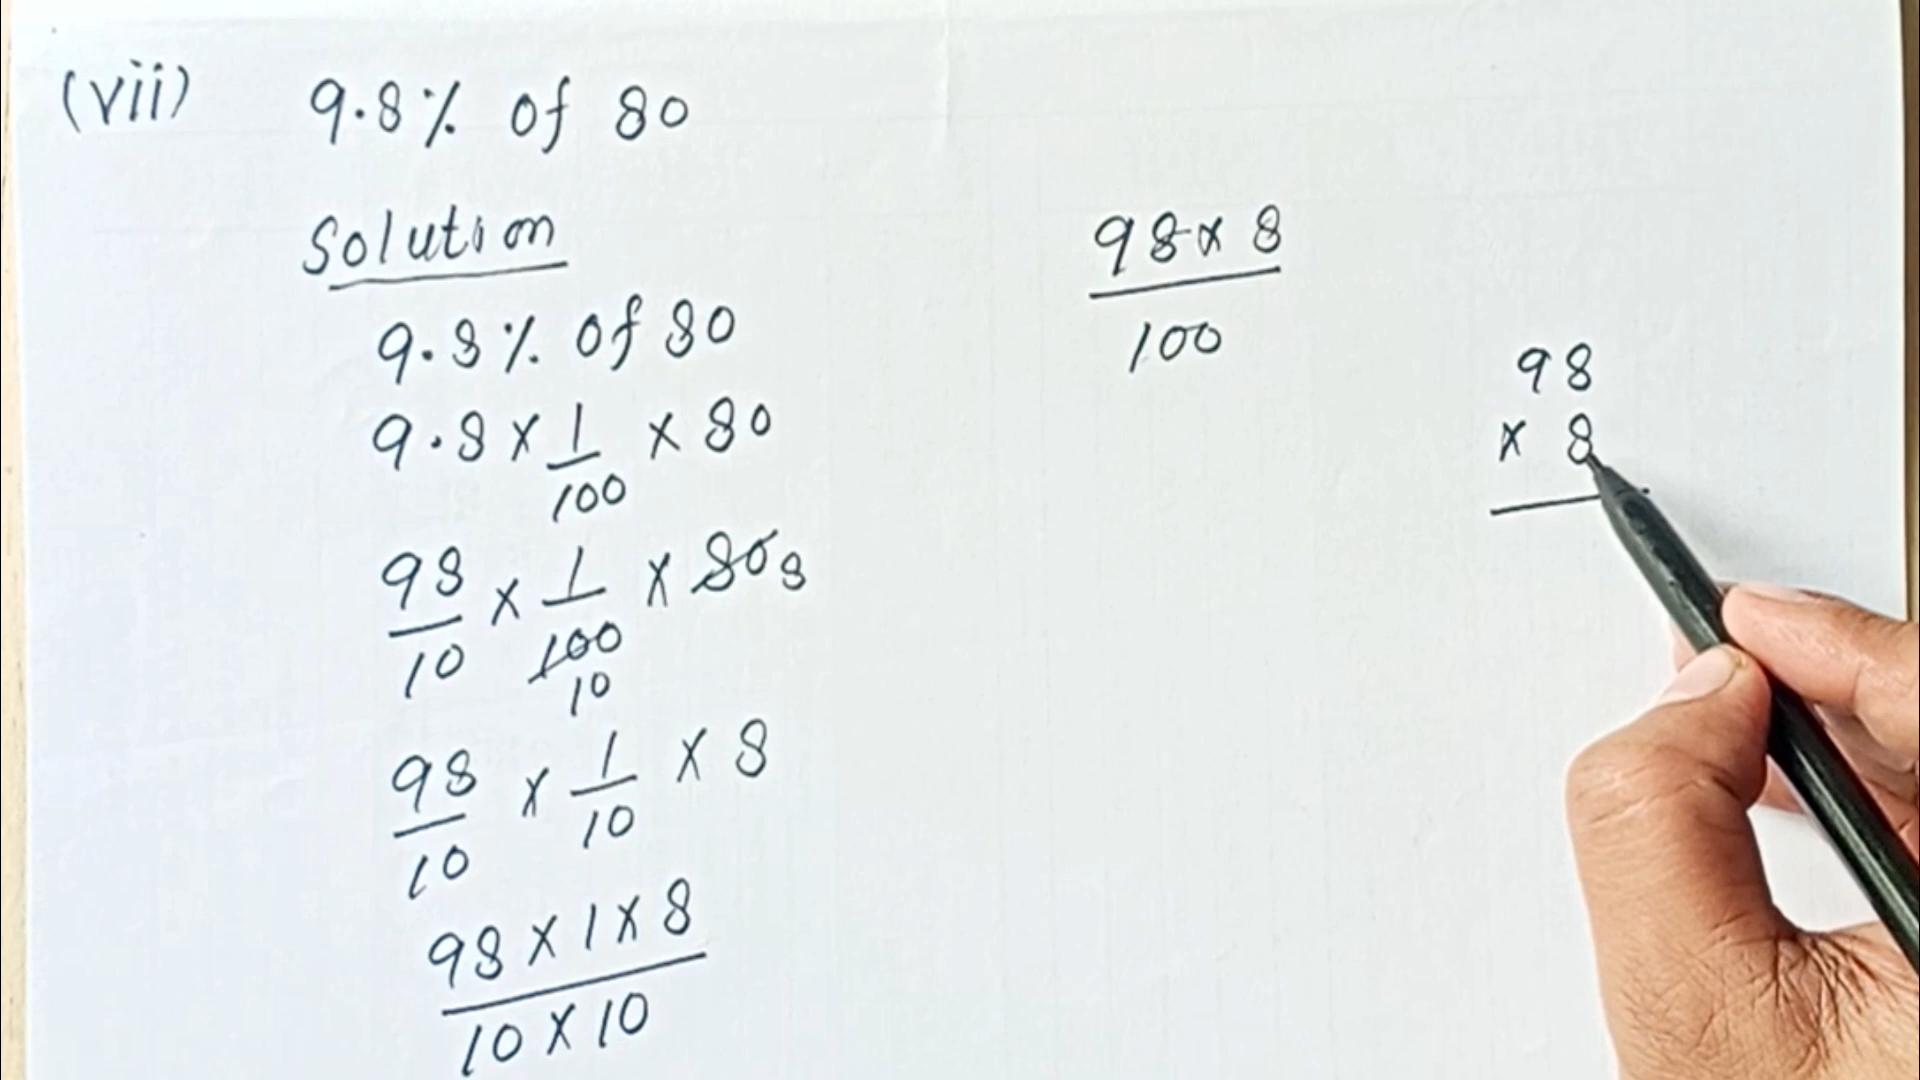 (vii) 9.8% of 80
Solution
9.8% of 80
9.8 x 1/100 x 80
98/10 x 1/100 10 x 80 8
98/10 x 1/10 x 8
98 x 1 x 8
10 x 10
98 x 8
100
98
x 8